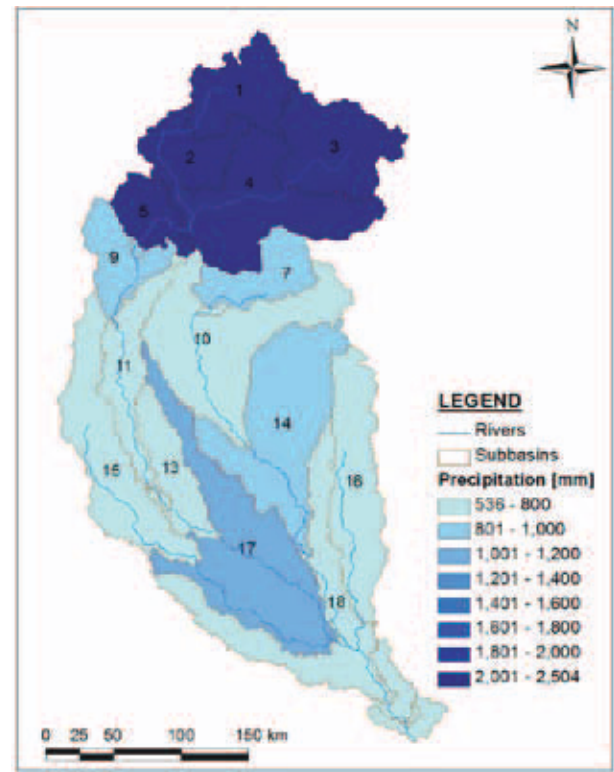 N
1
3
2
4
5
9
7
10
11
14
15
13
16
17
18
LEGEND
Rivers
Subbasins
Precipitation [mm]
536 - 800
801 - 1,000
1,001 - 1,200
1,201 - 1,400
1,401 - 1,600
1,601 - 1,800
1,801 - 2,000
2,001 - 2,504
0 25 50 100 150 km